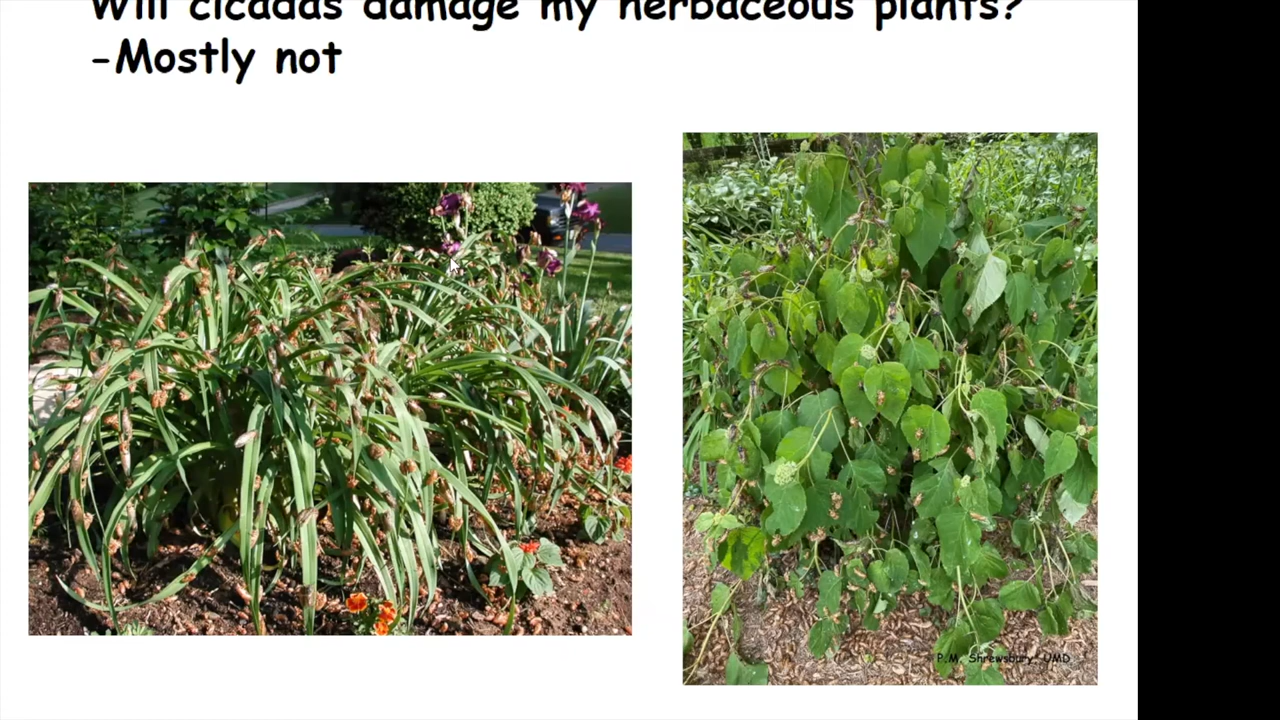 Will cicadas damage my herbaceous plants?
-Mostly not
P.M. Shrewsbury, UMD